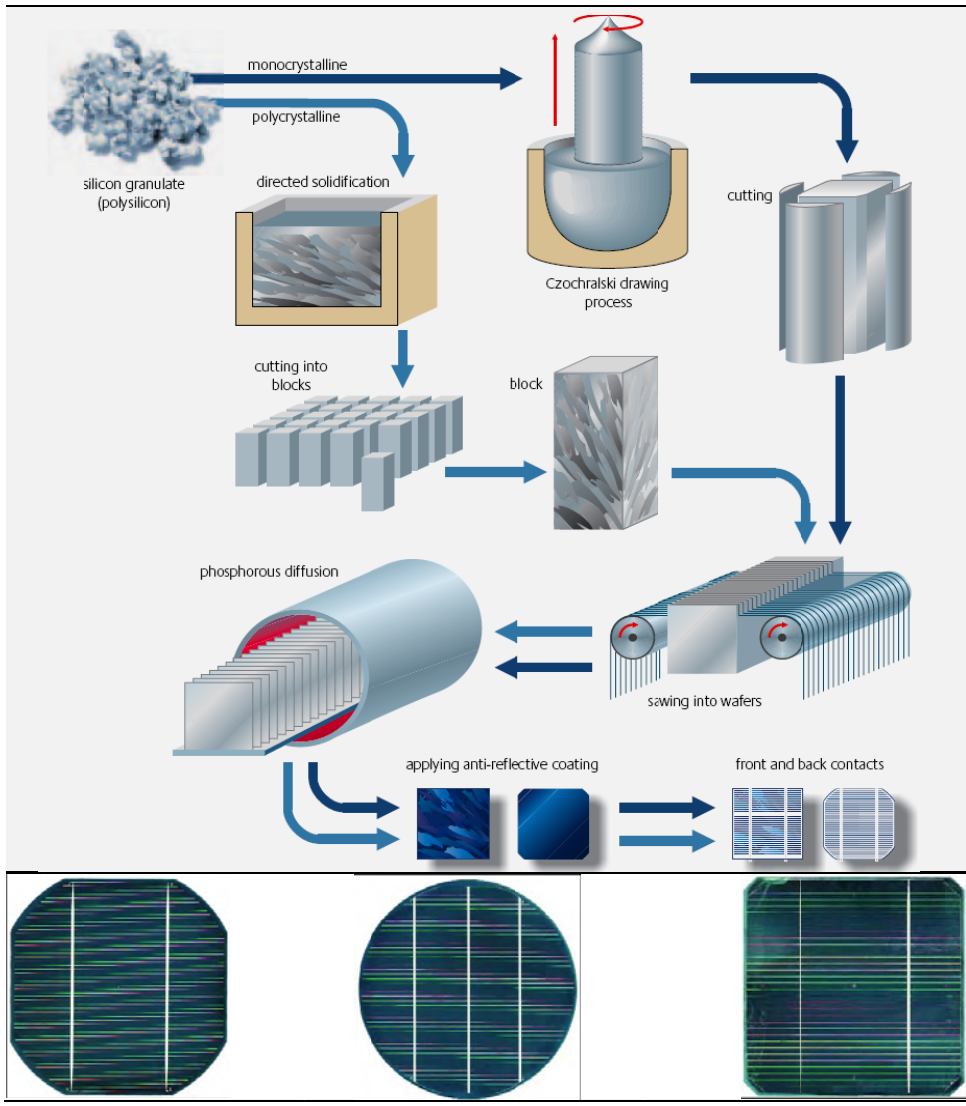 monocrystalline
polycrystalline
silicon granulate
(polysilicon)
directed solidification
Czochralski drawing
process
cutting
cutting into
blocks
block
phosphorous diffusion
sawing into wafers
applying anti-reflective coating
front and back contacts